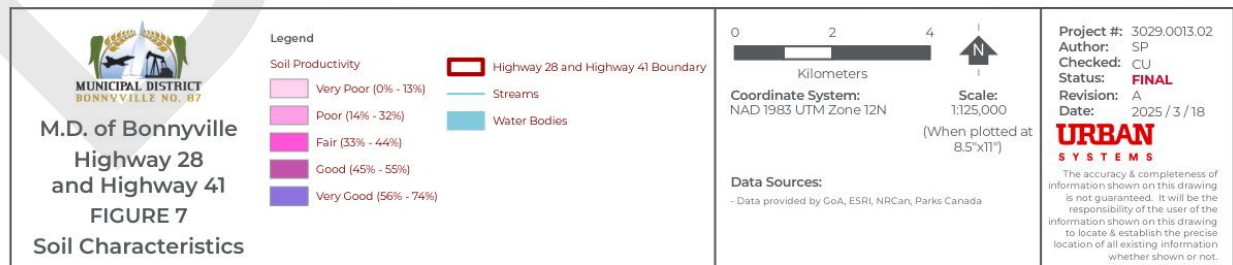 MUNICIPAL DISTRICT
BONNYVILLE NO. 87
M.D. of Bonnyville
Highway 28
and Highway 41
FIGURE 7
Soil Characteristics
Legend
Soil Productivity
Very Poor (0% - 13%)
Poor (14% - 32%)
Fair (33% - 44%)
Good (45% - 55%)
Very Good (56% - 74%)
Highway 28 and Highway 41 Boundary
Streams
Water Bodies
0 2 4
Kilometers
N
Coordinate System:
NAD 1983 UTM Zone 12N
Scale:
1:125,000
(When plotted at
8.5"x11")
Data Sources:
- Data provided by GoA, ESRI, NRCan, Parks Canada
Project #: 3029.0013.02
Author: SP
Checked: CU
Status: FINAL
Revision: A
Date: 2025 / 3 / 18
URBAN
SYSTEMS
The accuracy & completeness of
information shown on this drawing
is not guaranteed. It will be the
responsibility of the user of the
information shown on this drawing
to locate & establish the precise
location of all existing information
whether shown or not.